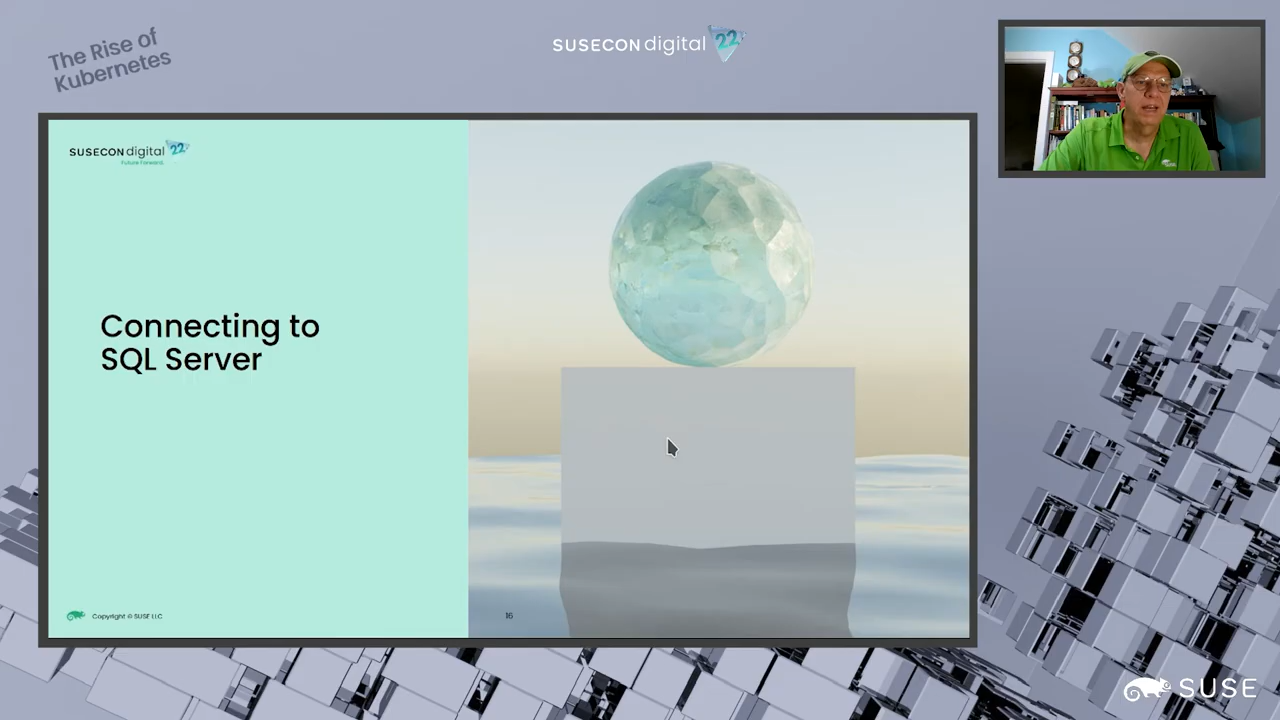 The Rise of
Kubernetes
SUSECON digital 22
SUSECON digital 22
Future Forward.
Connecting to
SQL Server
Copyright © SUSE LLC
16
SUSE